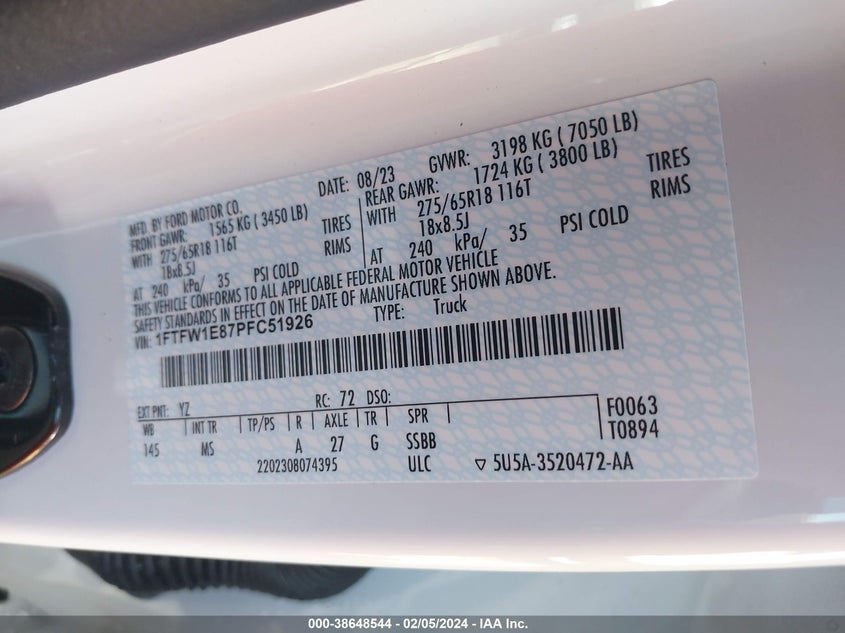 MFD. BY FORD MOTOR CO.
DATE: 08/23 GVWR: 3198 KG ( 7050 LB)
FRONT GAWR: 1565 KG ( 3450 LB) REAR GAWR: 1724 KG ( 3800 LB)
WITH 275/65R18 116T TIRES WITH 275/65R18 116T TIRES
18x8.5J RIMS 18x8.5J RIMS
AT 240 kPa/ 35 PSI COLD AT 240 kPa/ 35 PSI COLD
THIS VEHICLE CONFORMS TO ALL APPLICABLE FEDERAL MOTOR VEHICLE
SAFETY STANDARDS IN EFFECT ON THE DATE OF MANUFACTURE SHOWN ABOVE.
VIN: 1FTFW1E87PFC51926 TYPE: Truck
EXT PNT: YZ RC: 72 DSO: F0063
WB INT TR TP/PS R AXLE TR SPR T0894
145 MS A 27 G SSBB
2202308074395 ULC ▽ 5U5A-3520472-AA
000-38648544 - 02/05/2024 - IAA Inc.